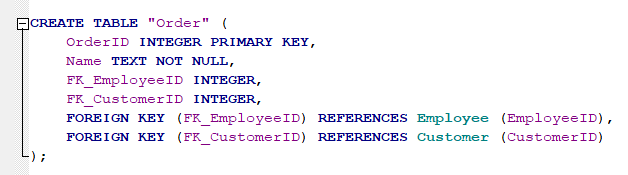 CREATE TABLE "Order" (
OrderID INTEGER PRIMARY KEY,
Name TEXT NOT NULL,
FK_EmployeeID INTEGER,
FK_CustomerID INTEGER,
FOREIGN KEY (FK_EmployeeID) REFERENCES Employee (EmployeeID),
FOREIGN KEY (FK_CustomerID) REFERENCES Customer (CustomerID)
);